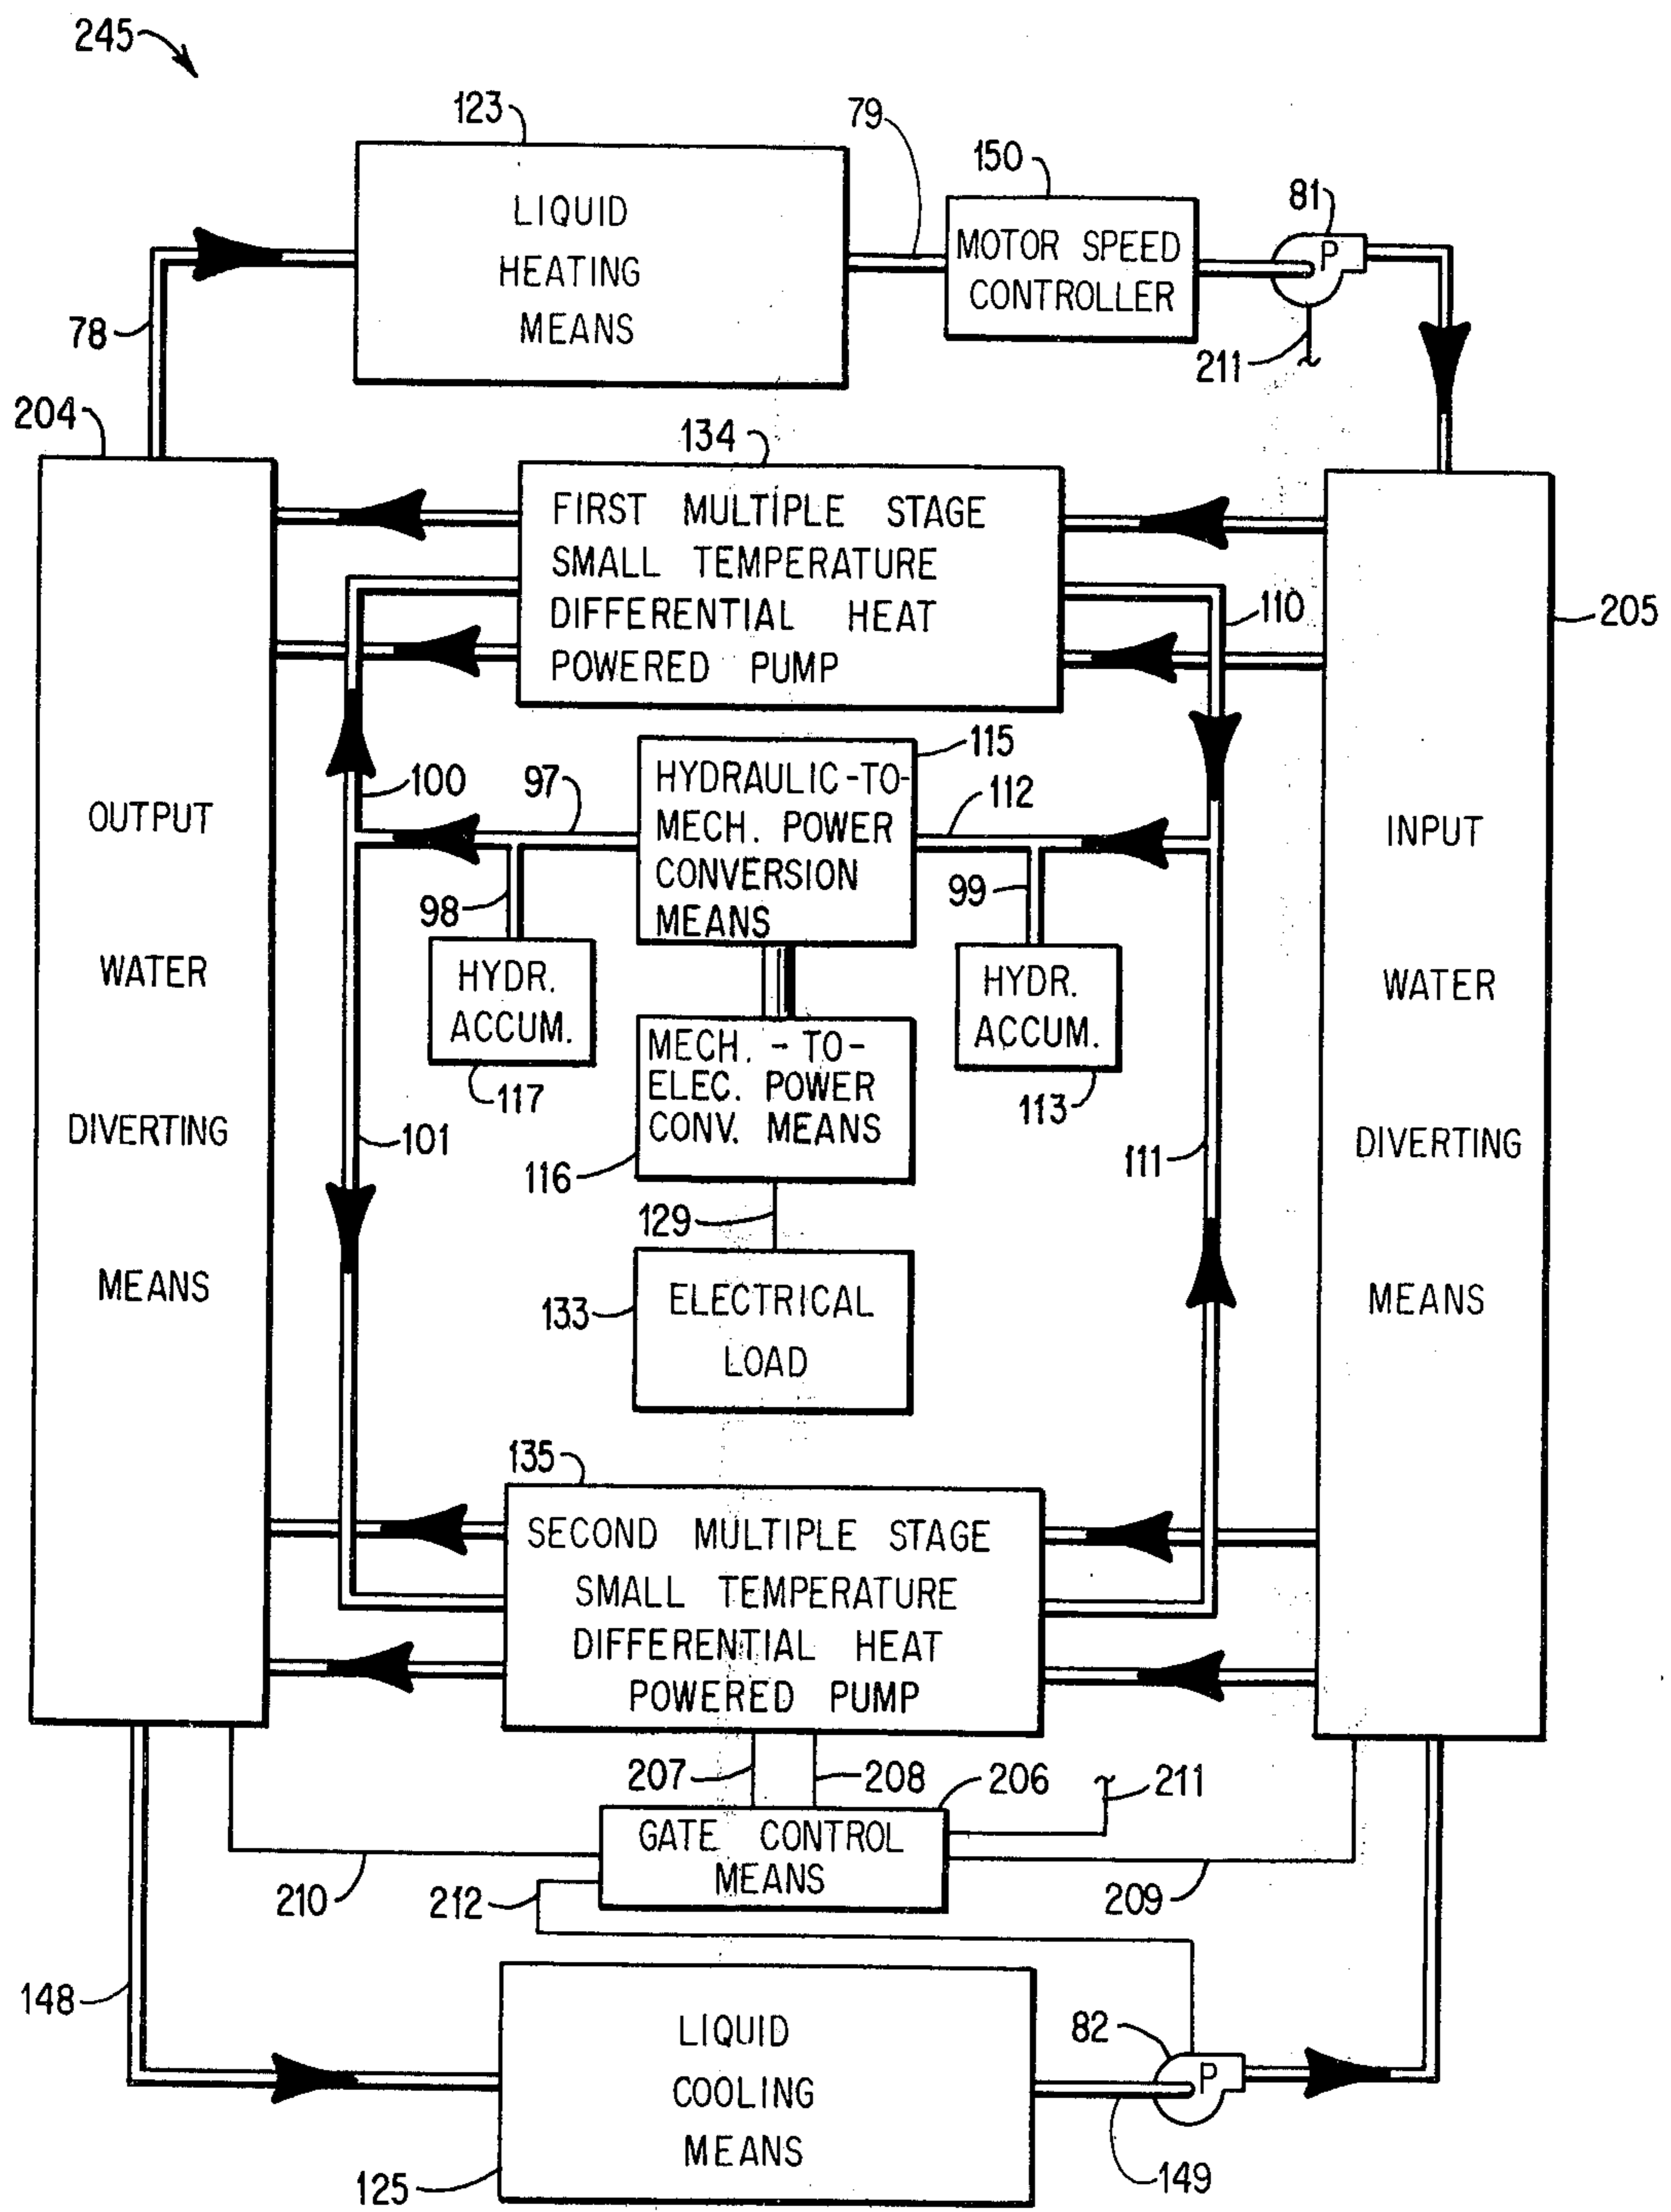 245
123
79
150
81
LIQUID
HEATING
MEANS
MOTOR SPEED
CONTROLLER
P
78
211
204
134
FIRST MULTIPLE STAGE
SMALL TEMPERATURE
DIFFERENTIAL HEAT
POWERED PUMP
110
205
115
100
97
112
HYDRAULIC-TO-
MECH. POWER
CONVERSION
MEANS
OUTPUT
WATER
DIVERTING
MEANS
INPUT
WATER
DIVERTING
MEANS
98
99
HYDR.
ACCUM.
HYDR.
ACCUM.
117
113
MECH. - TO-
ELEC. POWER
CONV. MEANS
101
116
111
129
133
ELECTRICAL
LOAD
135
SECOND MULTIPLE STAGE
SMALL TEMPERATURE
DIFFERENTIAL HEAT
POWERED PUMP
207
208
206
211
GATE CONTROL
MEANS
210
212
209
148
LIQUID
COOLING
MEANS
82
P
125
149